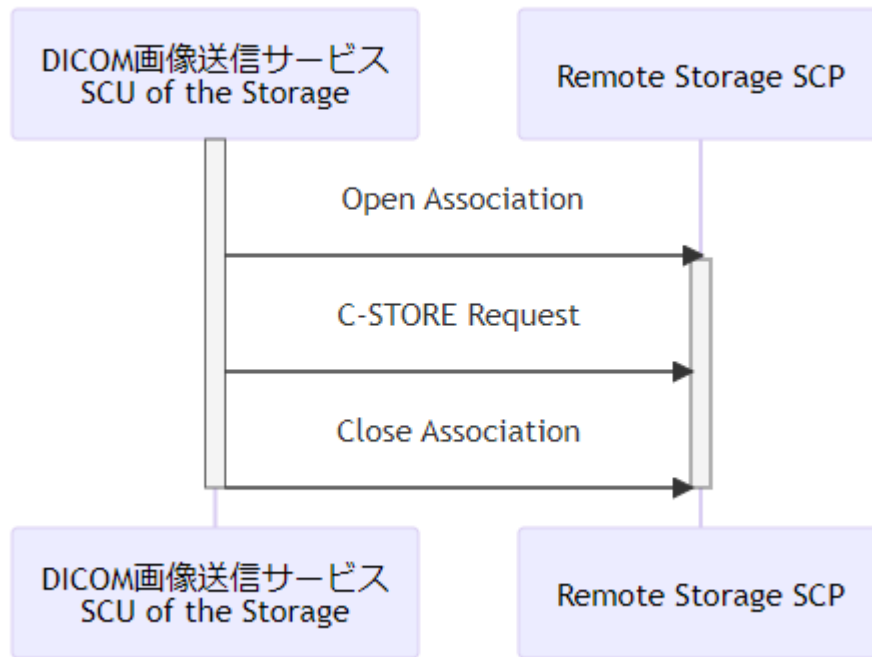 DICOM画像送信サービス
SCU of the Storage
Remote Storage SCP
Open Association
C-STORE Request
Close Association
DICOM画像送信サービス
SCU of the Storage
Remote Storage SCP